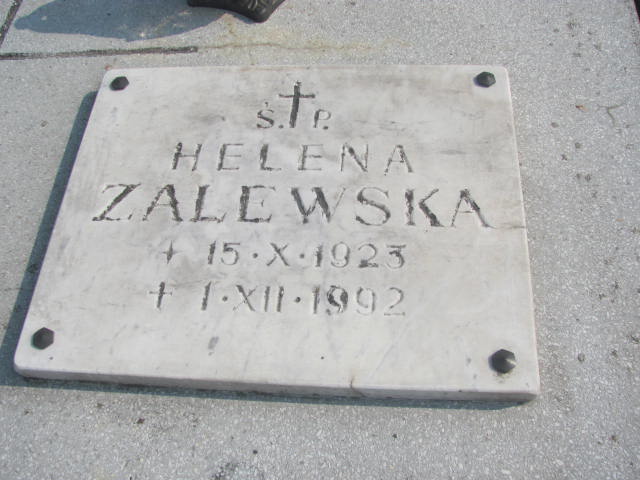 Ś.†P.
HELENA
ZALEWSKA
+ 15·X·1923
+ 1·XII·1992